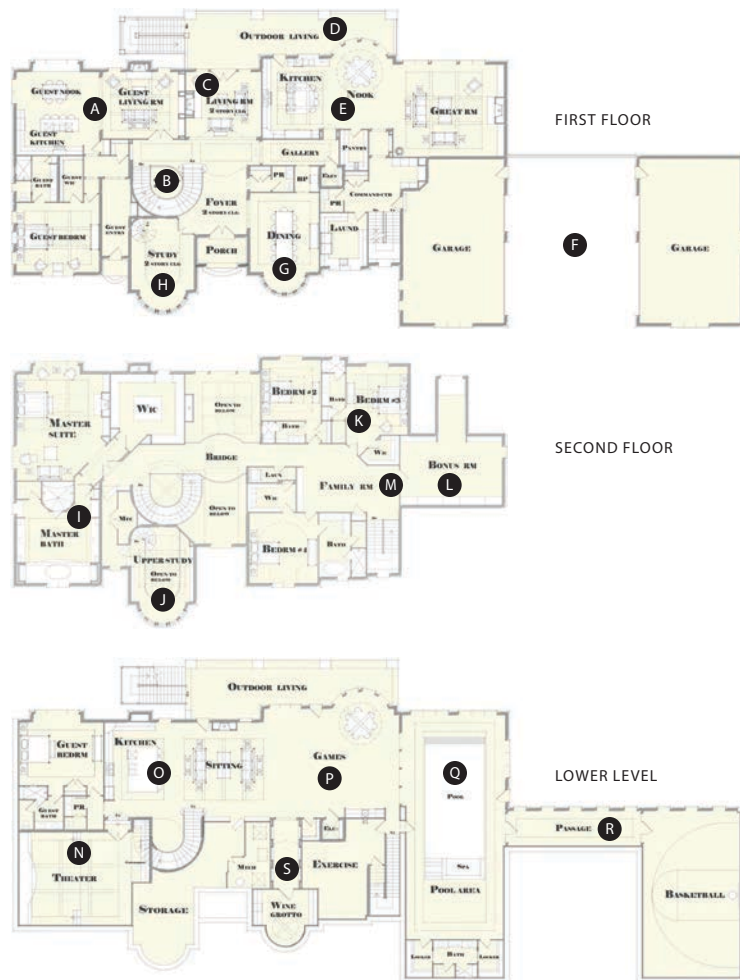 D
OUTDOOR LIVING
KITCHEN
NOOK
E
C
LIVING RM
2 STORY CLG
GUEST NOOK
A
GUEST
LIVING RM
GREAT RM
FIRST FLOOR
GUEST
KITCHEN
PANTRY
GALLERY
ELEV
COMMAND CTR
GUEST
BATH
GUEST
WIC
B
PR
BP
FOYER
2 STORY CLG
PR
GUEST BEDRM
GUEST
ENTRY
STUDY
2 STORY CLG
H
PORCH
DINING
G
LAUND
GARAGE
F
GARAGE
MASTER
SUITE
WIC
OPEN TO
BELOW
BEDRM #2
BATH
BATH
BEDRM #3
K
WIC
SECOND FLOOR
BRIDGE
LAUN
WIC
FAMILY RM
M
BONUS RM
L
I
MASTER
BATH
OPEN TO
BELOW
UPPER STUDY
OPEN TO
BELOW
J
BEDRM #4
BATH
OUTDOOR LIVING
GUEST
BEDRM
KITCHEN
O
SITTING
GAMES
P
Q
POOL
LOWER LEVEL
GUEST
BATH
PR
N
THEATER
STORAGE
MECH
ELEV
S
EXERCISE
WINE
GROTTO
SPA
POOL AREA
LOCKER
BATH
LOCKER
PASSAGE
R
BASKETBALL